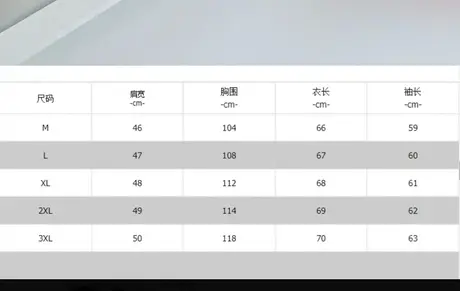 尺码 肩宽 -cm- 胸围 -cm- 衣长 -cm- 袖长 -cm-
M 46 104 66 59
L 47 108 67 60
XL 48 112 68 61
2XL 49 114 69 62
3XL 50 118 70 63